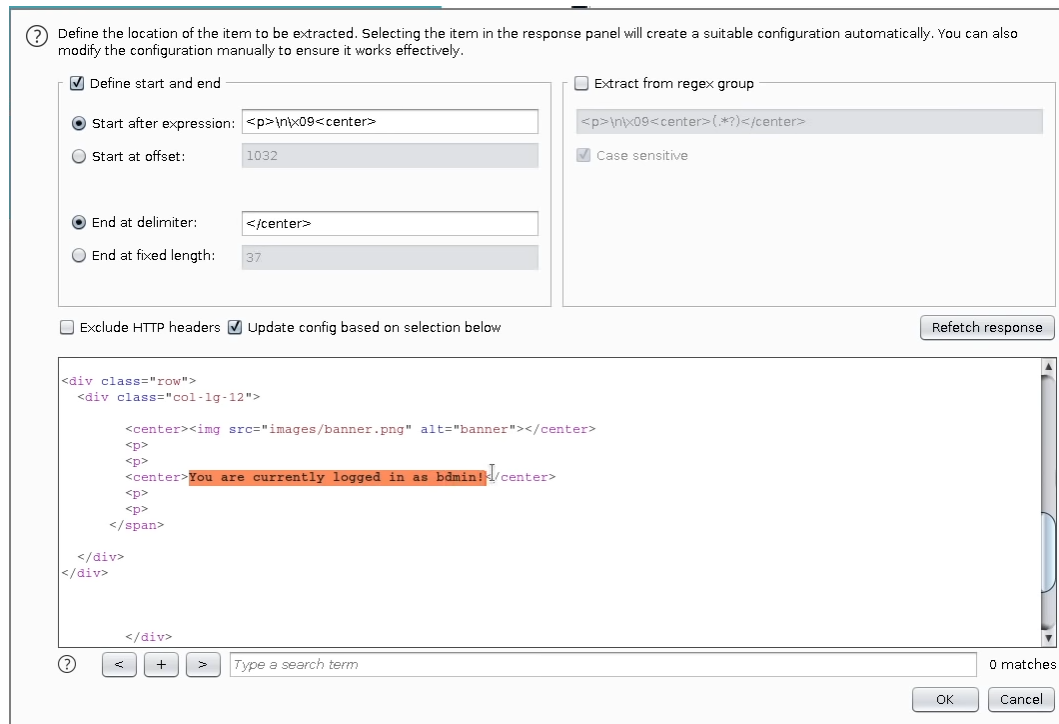 Define the location of the item to be extracted. Selecting the item in the response panel will create a suitable configuration automatically. You can also
modify the configuration manually to ensure it works effectively.
Define start and end
Start after expression: <p>\n\x09<center>
Start at offset: 1032
End at delimiter: </center>
End at fixed length: 37
Extract from regex group
<p>\n\x09<center>(.*?)</center>
Case sensitive
Exclude HTTP headers Update config based on selection below
Refetch response
<div class="row">
<div class="col-lg-12">
<center><img src="images/banner.png" alt="banner"></center>
<p>
<p>
<center>You are currently logged in as bdmin!</center>
<p>
<p>
</span>
</div>
</div>
</div>
? < + > Type a search term 0 matches
OK Cancel